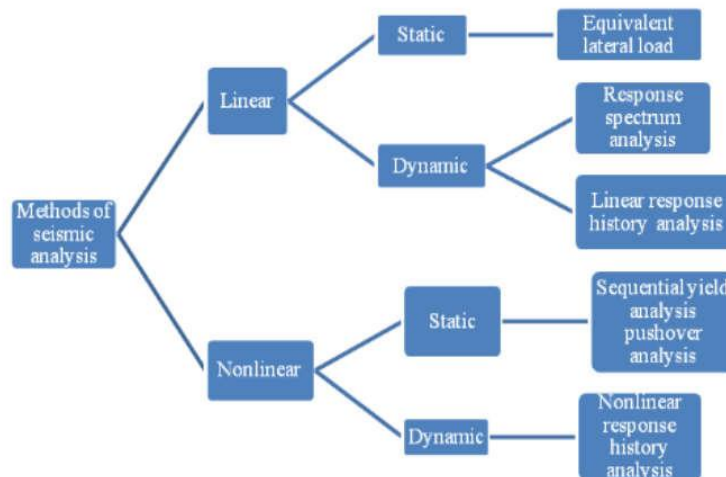 Methods of
seismic
analysis
Linear
Static
Equivalent
lateral load
Dynamic
Response
spectrum
analysis
Linear response
history analysis
Nonlinear
Static
Sequential yield
analysis
pushover
analysis
Dynamic
Nonlinear
response
history
analysis